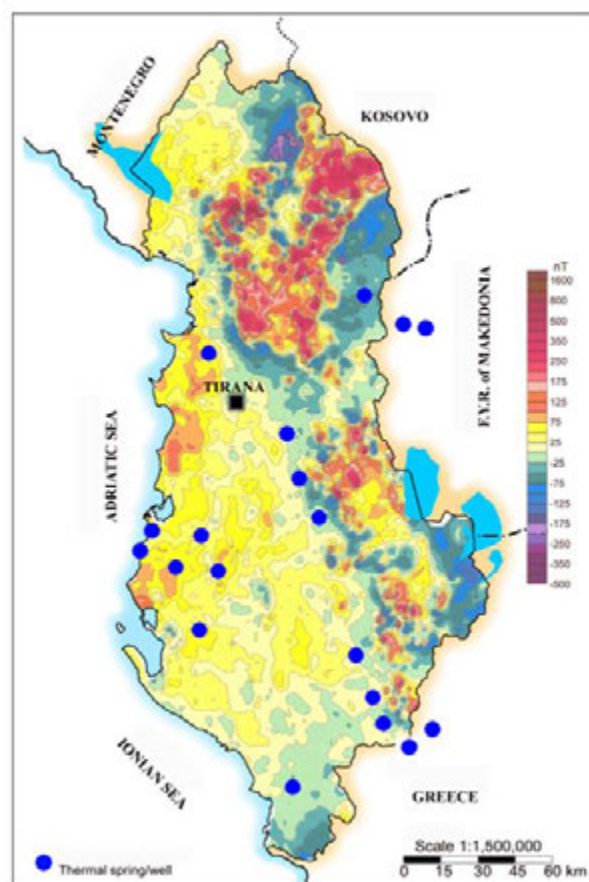 MONTENEGRO
KOSOVO
nT
1600
800
500
350
250
175
125
75
25
-25
-75
-125
-175
-250
-350
-500
F.Y.R. of MAKEDONIA
TIRANA
ADRIATIC SEA
IONIAN SEA
GREECE
Scale 1:1,500,000
0 15 30 45 60 km
Thermal spring/well